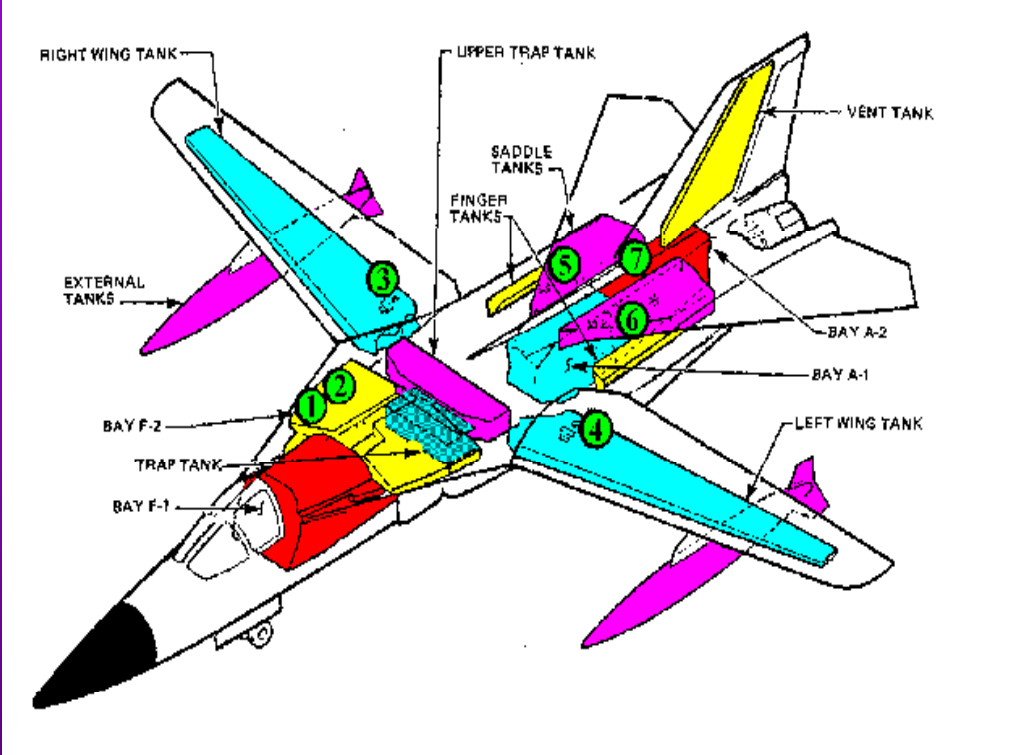 RIGHT WING TANK
UPPER TRAP TANK
VENT TANK
SADDLE
TANKS
FINGER
TANKS
7
5
3
EXTERNAL
TANKS
6
BAY A-2
BAY A-1
2
1
BAY F-2
4
LEFT WING TANK
TRAP TANK
BAY F-1